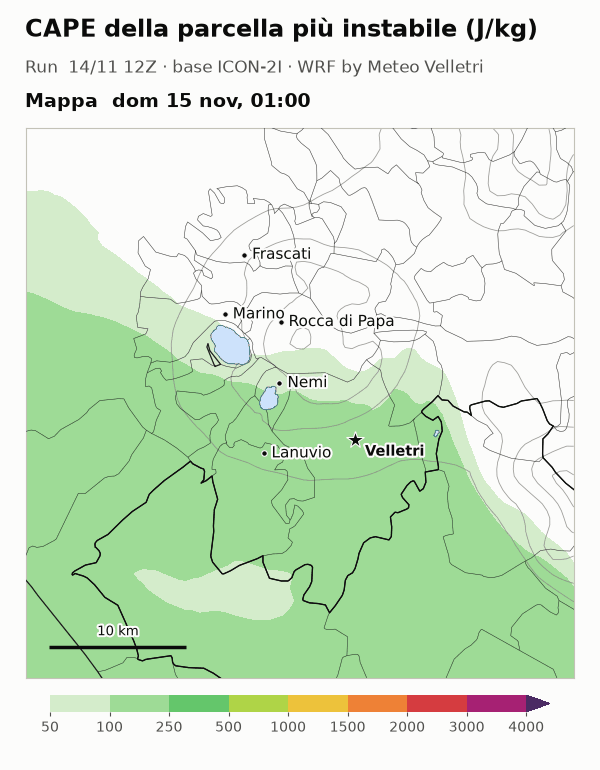 CAPE della parcella più instabile (J/kg)
Run  14/11 12Z · base ICON-2I · WRF by Meteo Velletri
Mappa  dom 15 nov, 01:00
Frascati
Marino
Rocca di Papa
Nemi
Velletri
Lanuvio
10 km
50 100 250 500 1000 1500 2000 3000 4000